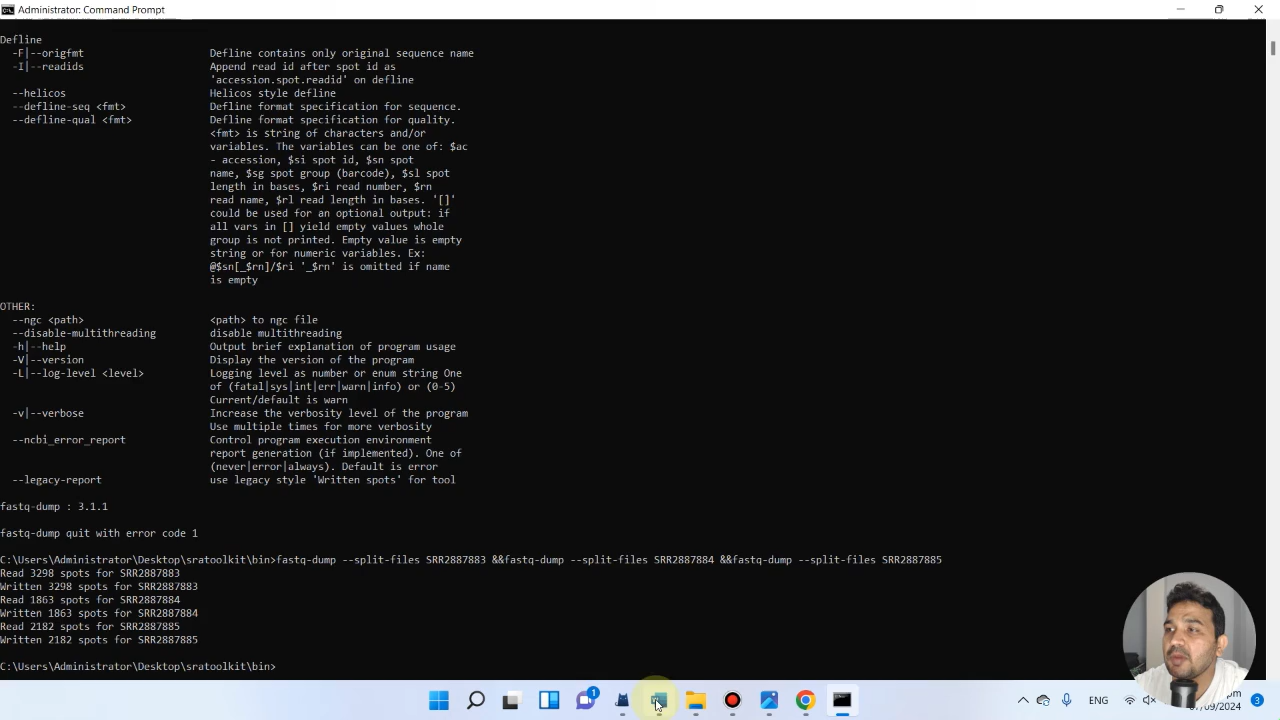 Administrator: Command Prompt
Defline
-F|--origfmt Defline contains only original sequence name
-I|--readids Append read id after spot id as
'accession.spot.readid' on defline
--helicos Helicos style defline
--defline-seq <fmt> Defline format specification for sequence.
--defline-qual <fmt> Defline format specification for quality.
<fmt> is string of characters and/or
variables. The variables can be one of: $ac
- accession, $si spot id, $sn spot
name, $sg spot group (barcode), $sl spot
length in bases, $ri read number, $rn
read name, $rl read length in bases. '[]'
could be used for an optional output: if
all vars in [] yield empty values whole
group is not printed. Empty value is empty
string or for numeric variables. Ex:
@$sn[_$rn]/$ri '_$rn' is omitted if name
is empty
OTHER:
--ngc <path> <path> to ngc file
--disable-multithreading disable multithreading
-h|--help Output brief explanation of program usage
-V|--version Display the version of the program
-L|--log-level <level> Logging level as number or enum string One
of (fatal|sys|int|err|warn|info) or (0-5)
Current/default is warn
-v|--verbose Increase the verbosity level of the program
Use multiple times for more verbosity
--ncbi_error_report Control program execution environment
report generation (if implemented). One of
(never|error|always). Default is error
--legacy-report use legacy style 'Written spots' for tool
fastq-dump : 3.1.1
fastq-dump quit with error code 1
C:\Users\Administrator\Desktop\sratoolkit\bin>fastq-dump --split-files SRR2887883 &&fastq-dump --split-files SRR2887884 &&fastq-dump --split-files SRR2887885
Read 3298 spots for SRR2887883
Written 3298 spots for SRR2887883
Read 1863 spots for SRR2887884
Written 1863 spots for SRR2887884
Read 2182 spots for SRR2887885
Written 2182 spots for SRR2887885
C:\Users\Administrator\Desktop\sratoolkit\bin>
1
ENG
pm
/09/2024
3